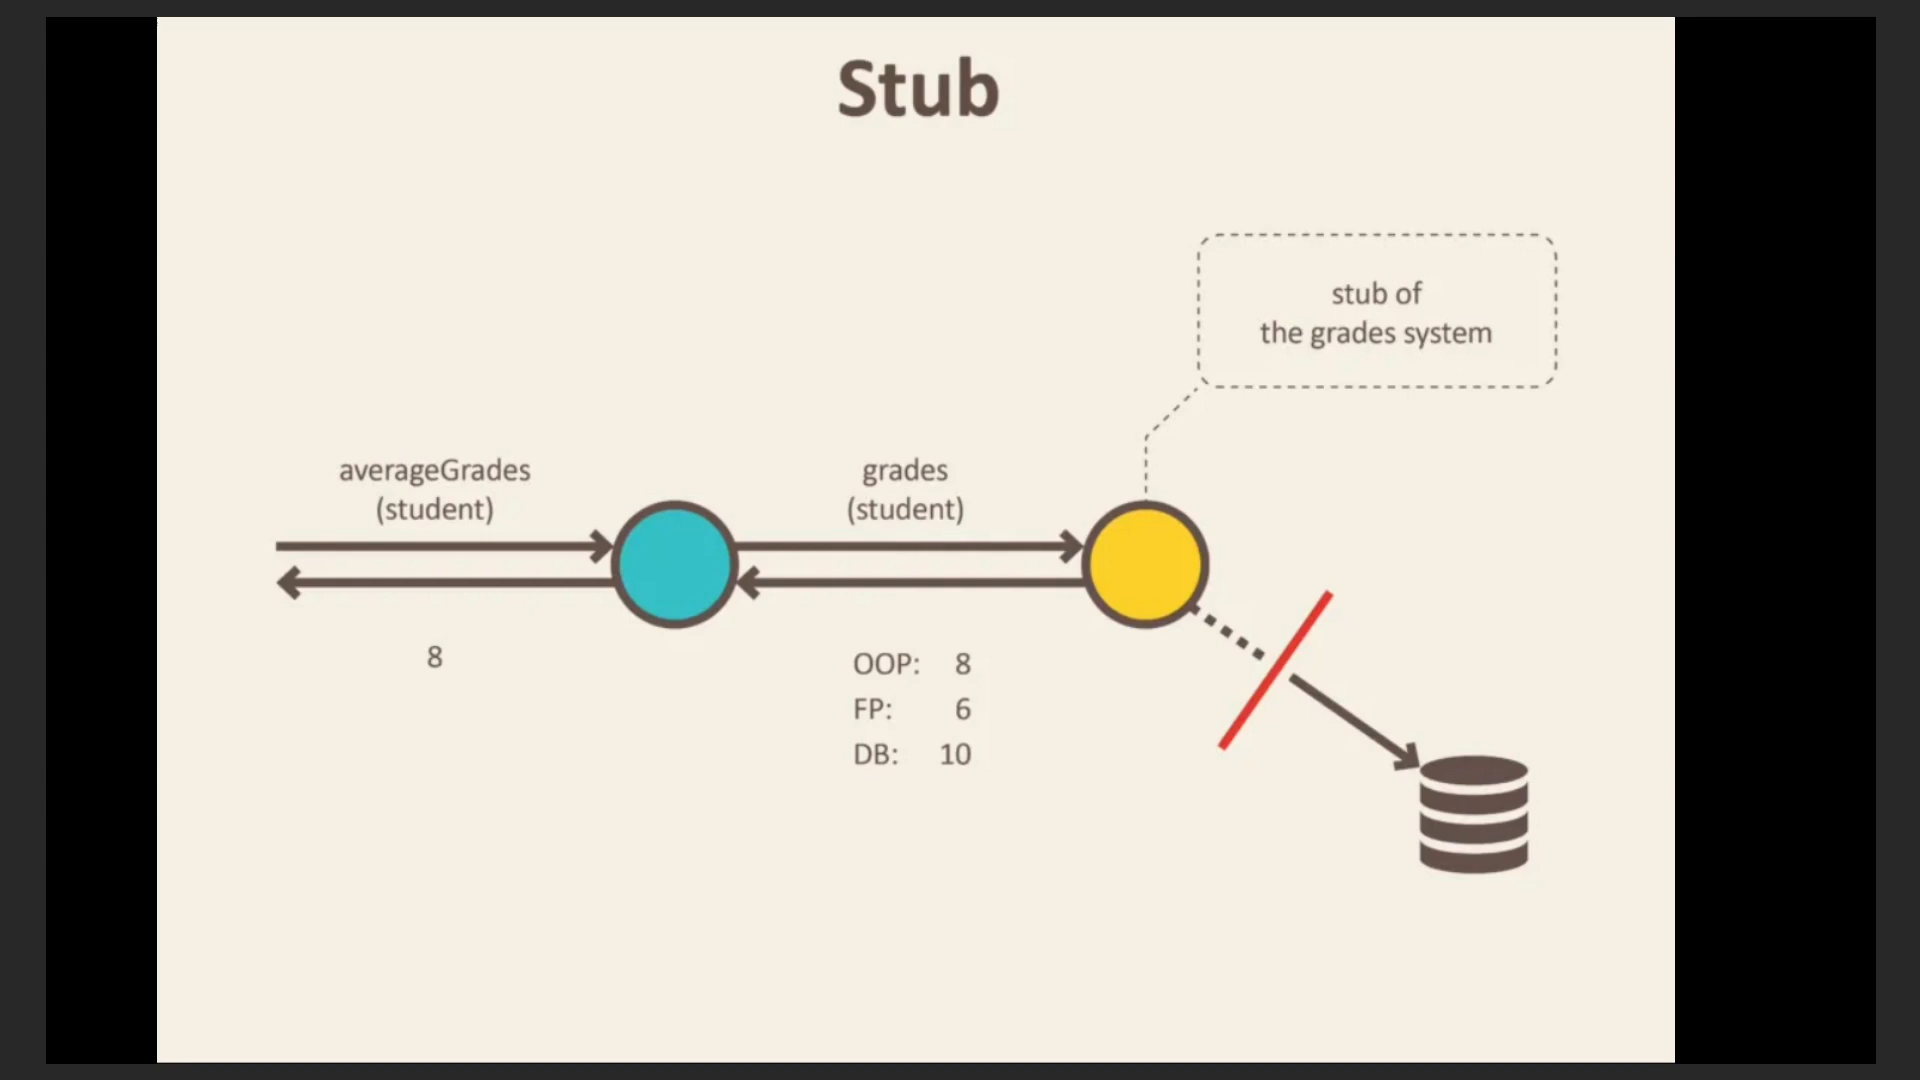 Stub
stub of
the grades system
averageGrades
(student)
grades
(student)
8
OOP: 8
FP: 6
DB: 10